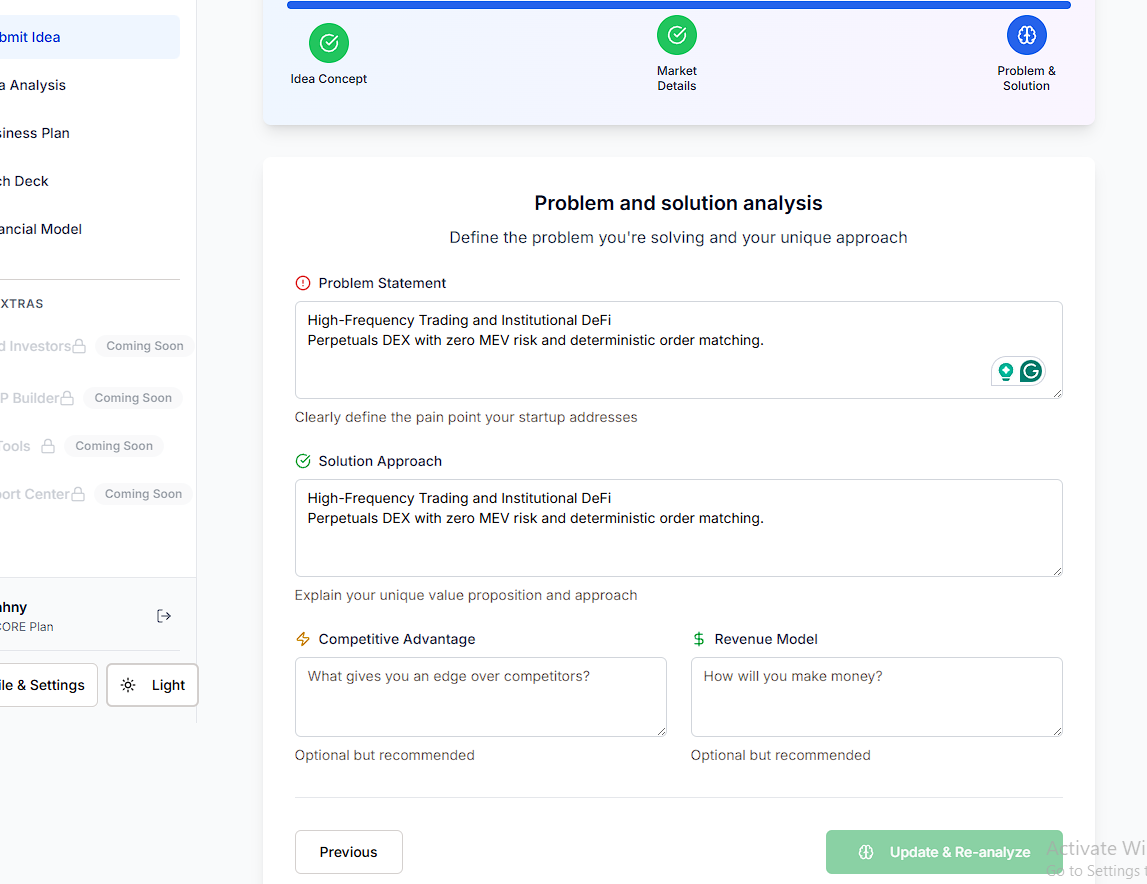 bmit Idea
a Analysis
siness Plan
ch Deck
ancial Model
XTRAS
d Investors
Coming Soon
P Builder
Coming Soon
Tools
Coming Soon
port Center
Coming Soon
ahny
CORE Plan
ile & Settings
Light
Idea Concept
Market
Details
Problem &
Solution
Problem and solution analysis
Define the problem you're solving and your unique approach
Problem Statement
High-Frequency Trading and Institutional DeFi
Perpetuals DEX with zero MEV risk and deterministic order matching.
Clearly define the pain point your startup addresses
Solution Approach
High-Frequency Trading and Institutional DeFi
Perpetuals DEX with zero MEV risk and deterministic order matching.
Explain your unique value proposition and approach
Competitive Advantage
What gives you an edge over competitors?
Optional but recommended
Revenue Model
How will you make money?
Optional but recommended
Previous
Update & Re-analyze
Activate Wi
Go to Settings t